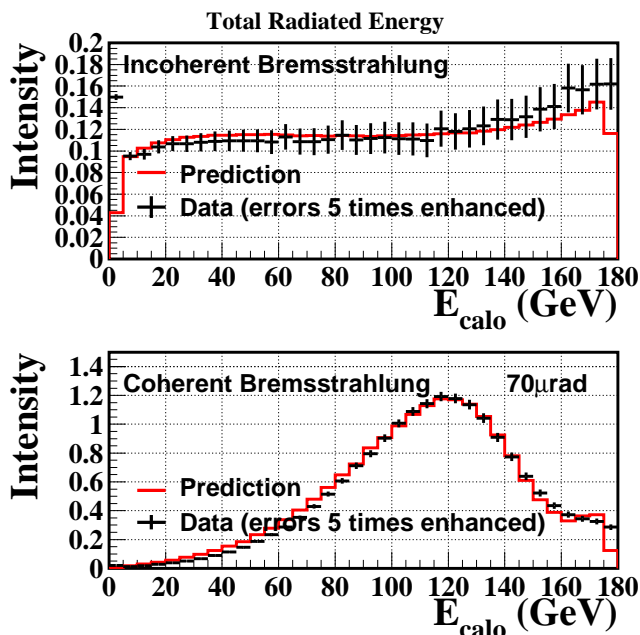 Total Radiated Energy
Intensity
0.2
0.18
0.16
0.14
0.12
0.1
0.08
0.06
0.04
0.02
0
Incoherent Bremsstrahlung
Prediction
Data (errors 5 times enhanced)
0 20 40 60 80 100 120 140 160 180
E_calo (GeV)
Intensity
1.4
1.2
1
0.8
0.6
0.4
0.2
0
Coherent Bremsstrahlung 70μrad
Prediction
Data (errors 5 times enhanced)
0 20 40 60 80 100 120 140 160 180
E_calo (GeV)